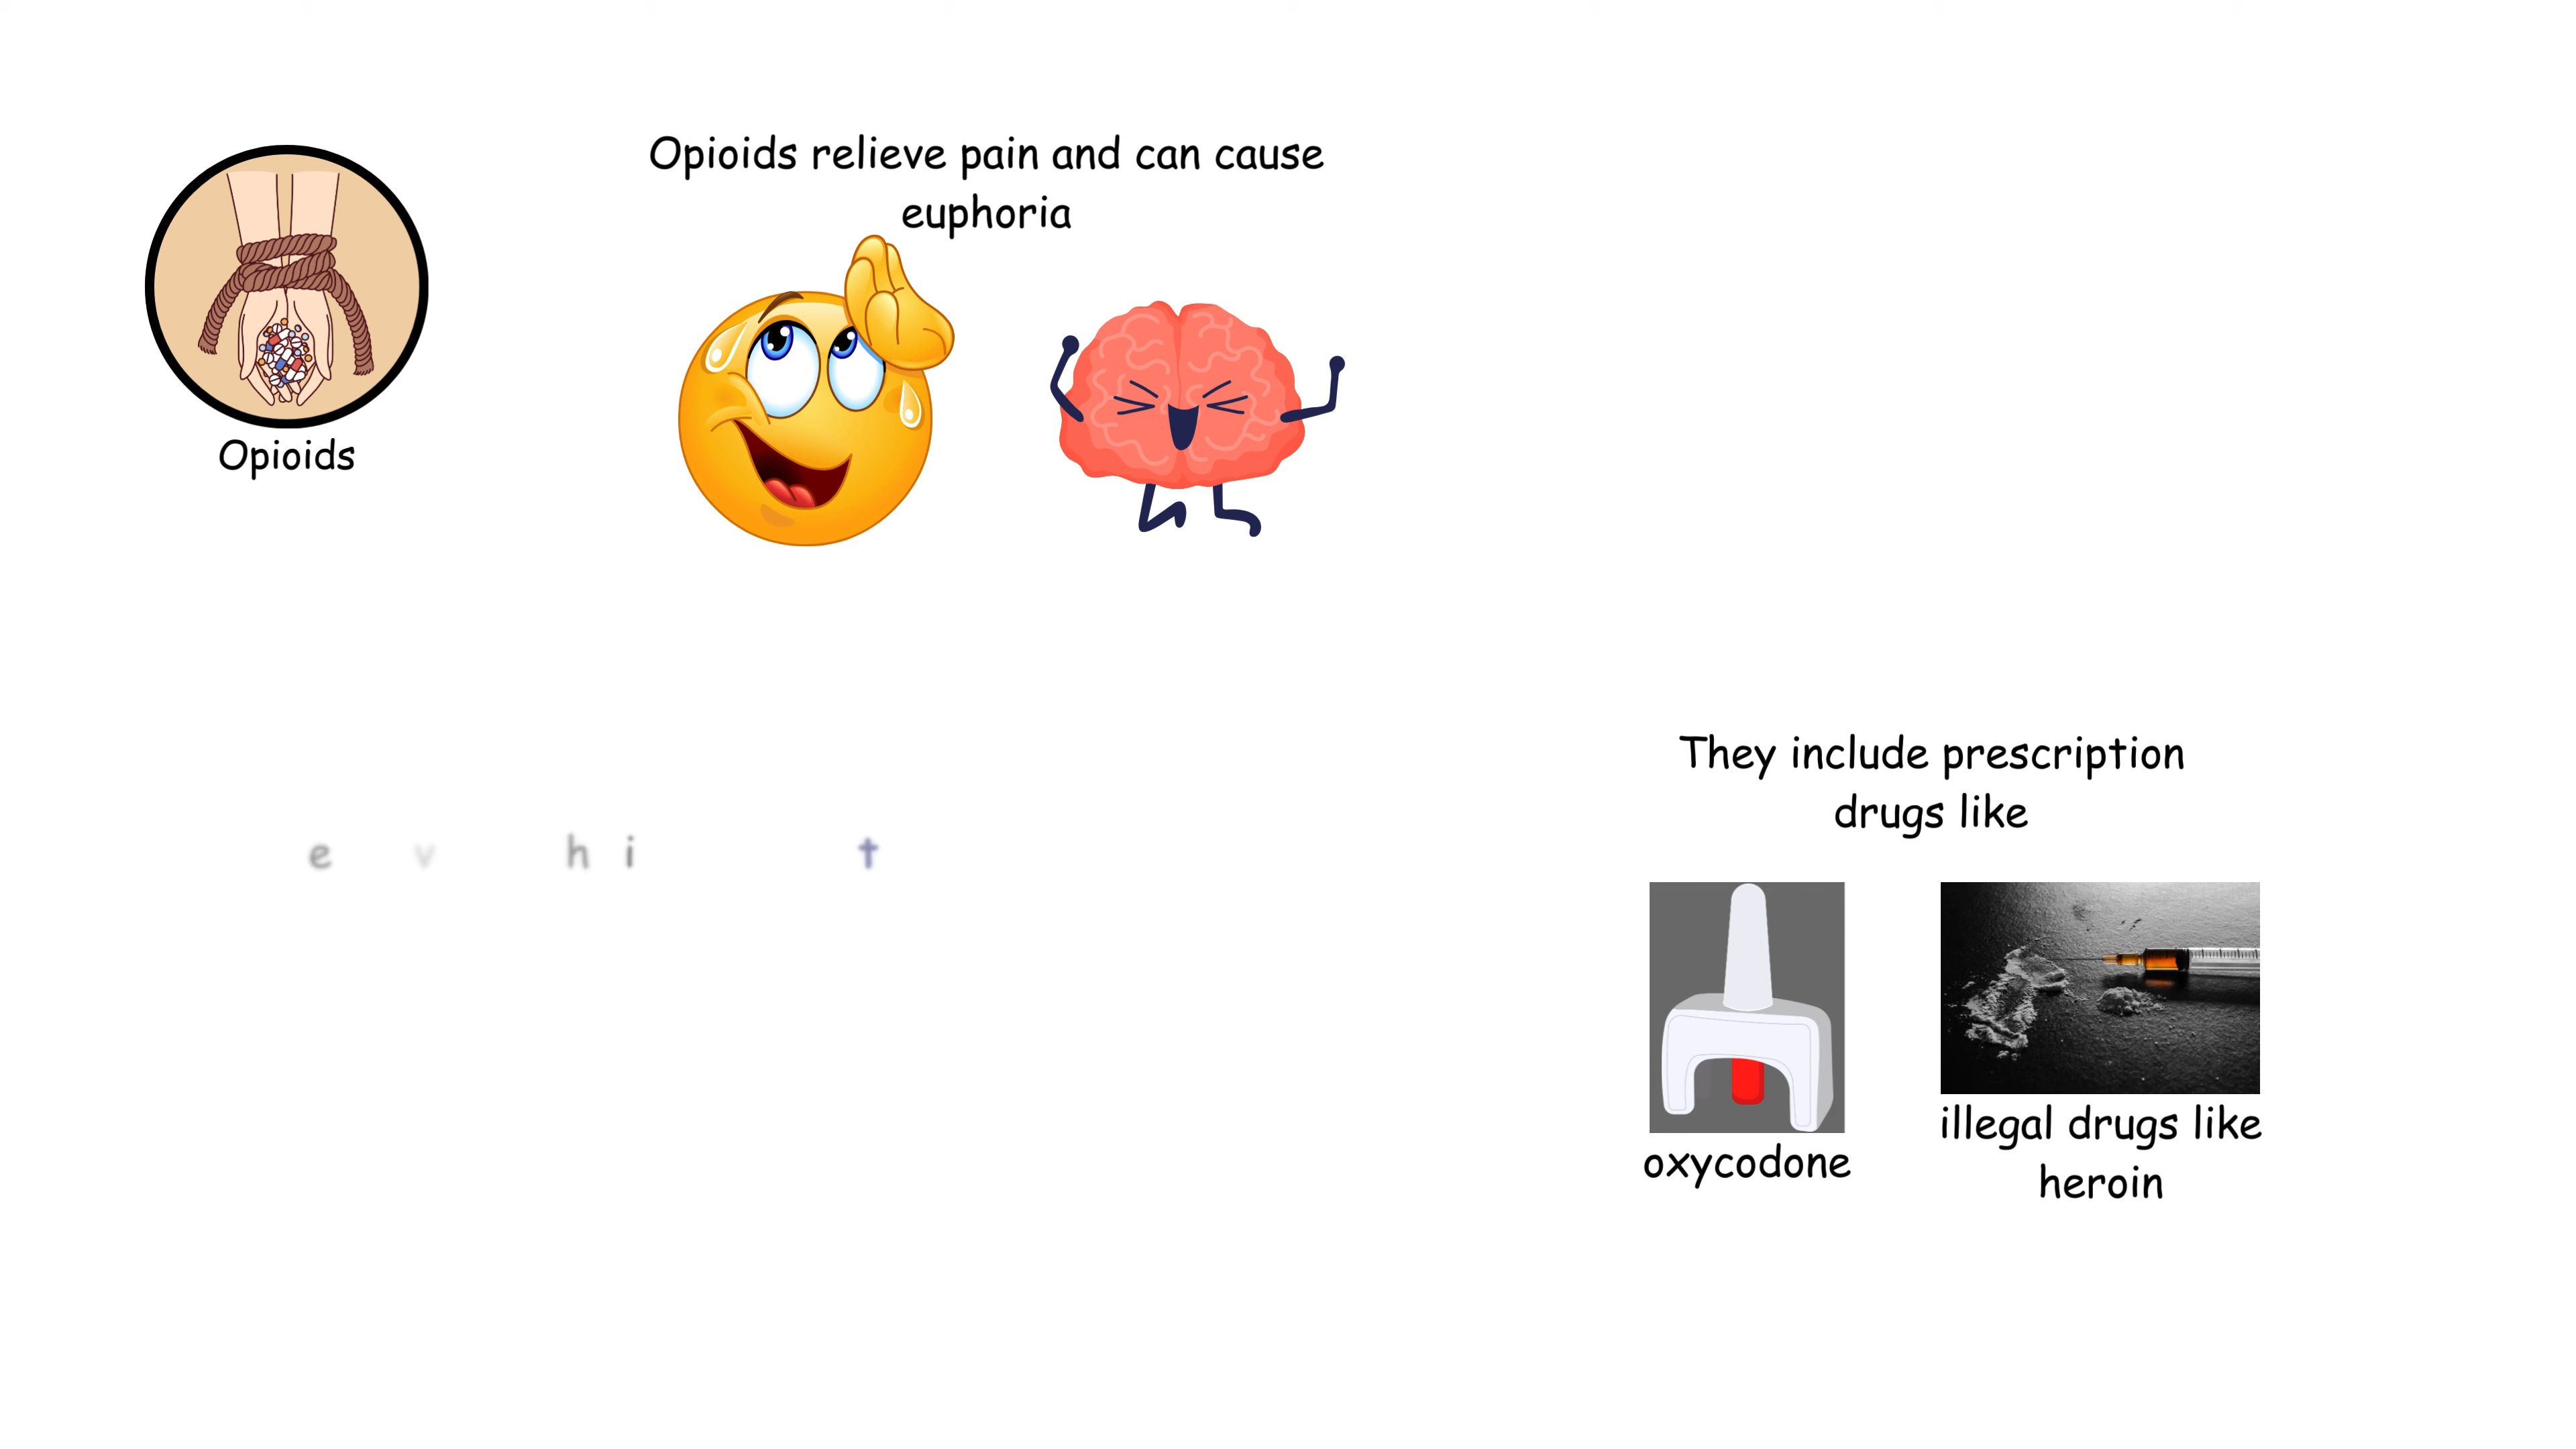 Opioids relieve pain and can cause
euphoria
Opioids
They include prescription
drugs like
e v h i t
oxycodone
illegal drugs like
heroin